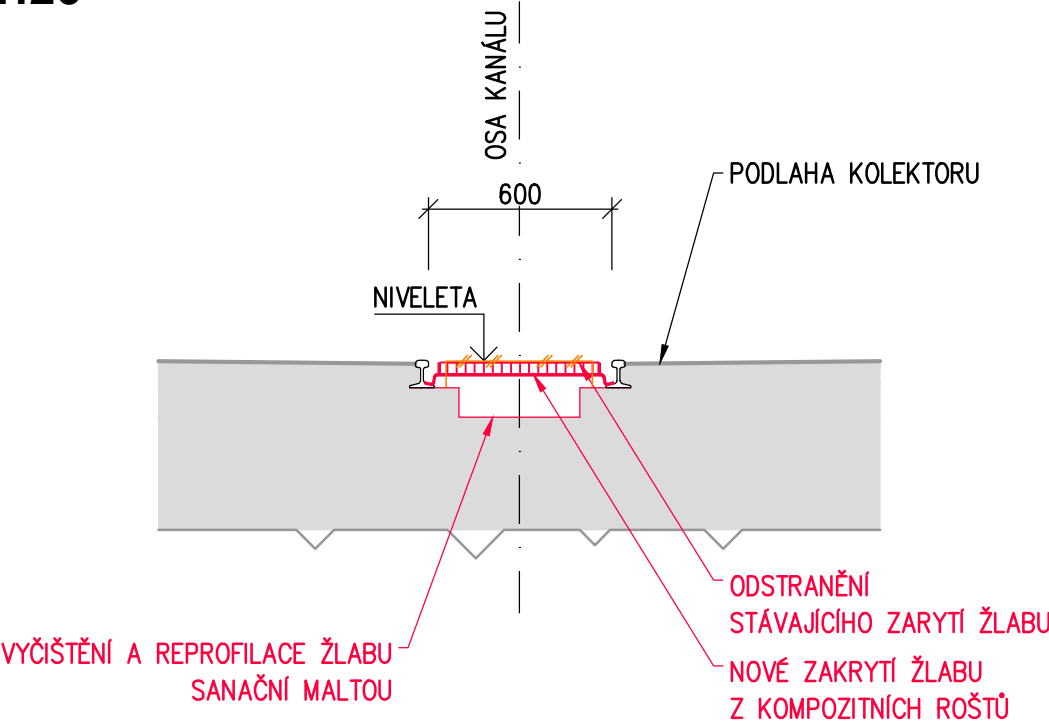 OSA KANÁLU
PODLAHA KOLEKTORU
600
NIVELETA
ODSTRANĚNÍ
STÁVAJÍCÍHO ZARYTÍ ŽLABU
VYČIŠTĚNÍ A REPROFILACE ŽLABU
SANAČNÍ MALTOU
NOVÉ ZAKRYTÍ ŽLABU
Z KOMPOZITNÍCH ROŠTŮ